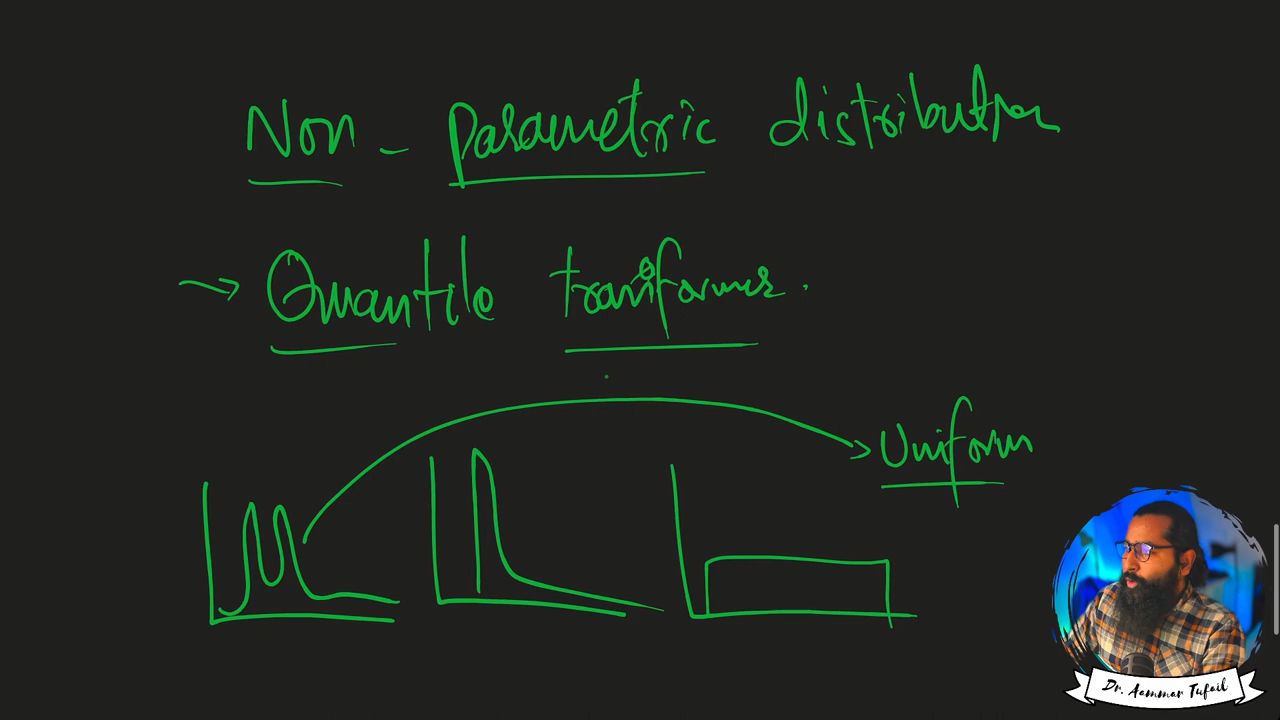 Non - parametric distribution
→ Quantile transformer.
Uniform
Dr. Aammar Tufail